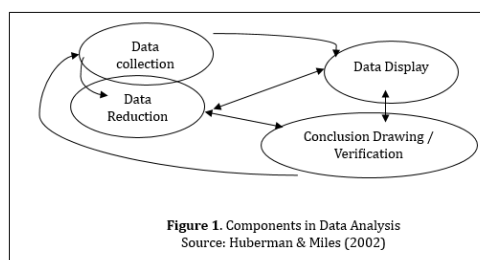 Data
collection
Data Display
Data
Reduction
Conclusion Drawing /
Verification
Figure 1. Components in Data Analysis
Source: Huberman & Miles (2002)